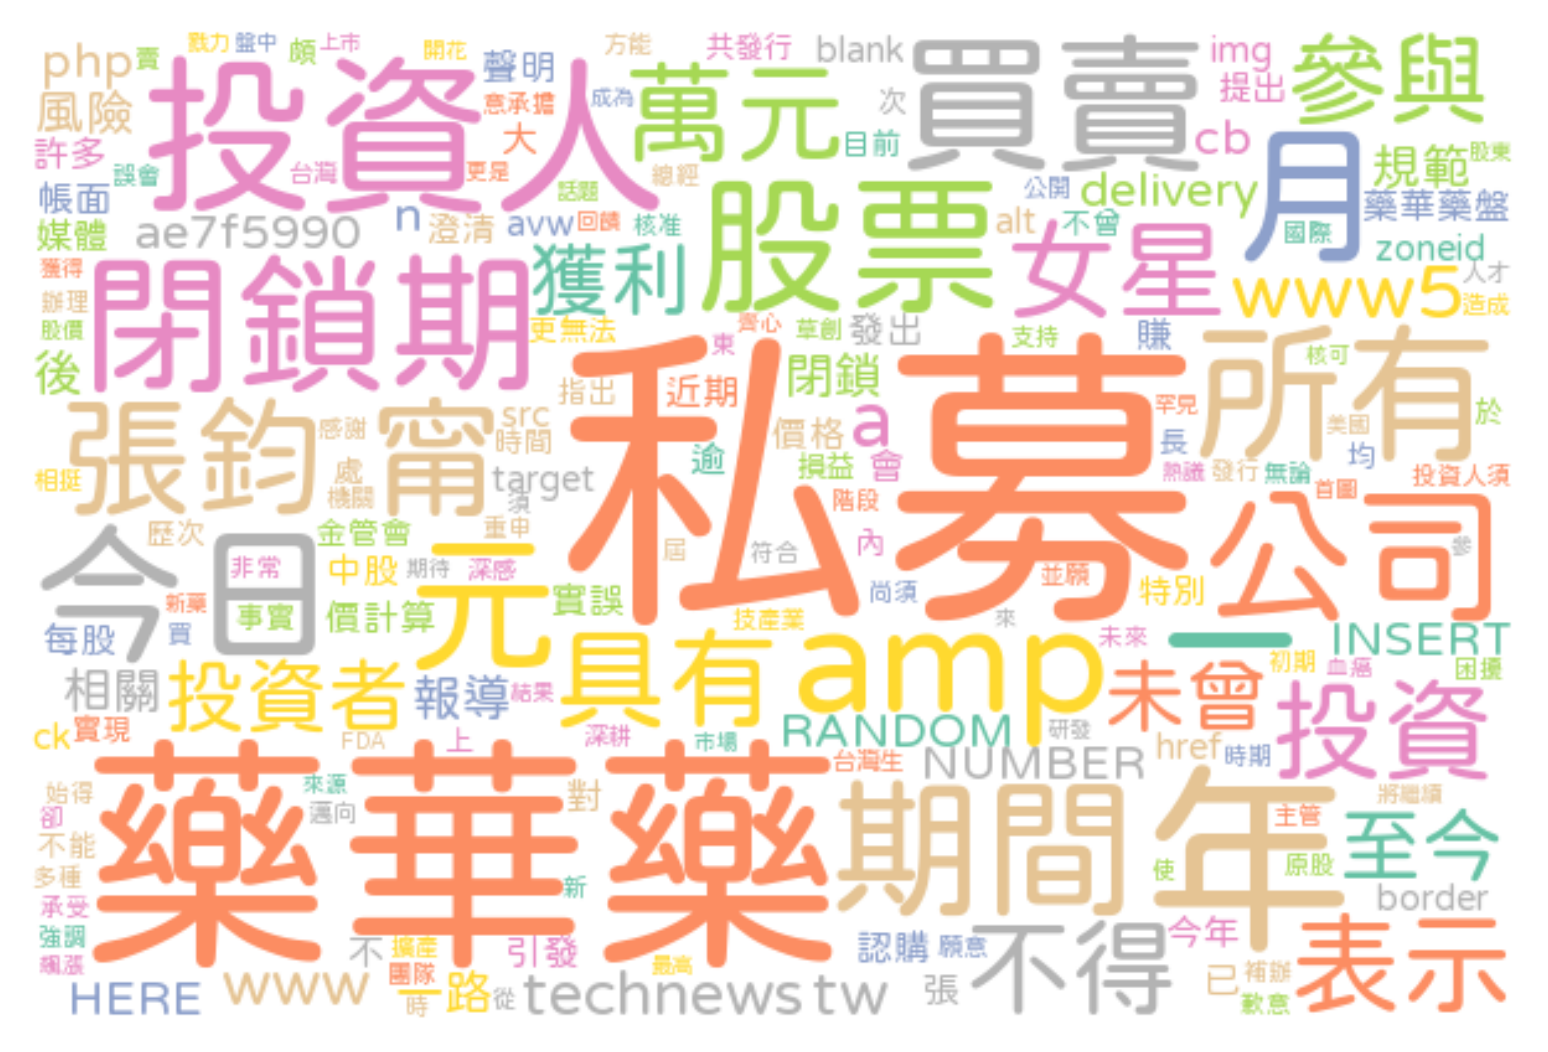 php 賣 戮力 盤中 頗 上市 開花 聲明 方能 共發行 blank 買賣 img 參與
風險 投資人 意承擔 成為 萬元 次 提出
許多 誤會 台灣 大 更是 話題 總經 目前 cb 月 規範 股東
帳面 ae7f5990 n 澄清 avw 回饋 核准 股票 alt 公開 不曾 delivery 國際 藥華藥盤
媒體 獲利 女星 zoneid
獲得 閉鎖期 www5 人才
辦理 造成
股價 更無法 齊心 草創 發出 支持 賺 所有 核可
後 東 私募 閉鎖
張鈞甯 感謝 src 指出 近期 價格 a 罕見 美國 於
時間 逾 損益 會 長 均
相挺 處 target 熱議 發行 無論 投資人須
機關 須 階段 首圖
今日 歷次 金管會 重申 屆 符合 內 公司 參
非常 中股 期待 深感 元 並願
新藥 事實 價計算 實誤 尚須 特別
每股 買 技產業 來 未來 一 INSERT
相關 投資者 報導 結果 具有 amp 未曾 初期 血癌 困擾
ck 實現 FDA 上 深耕 市場 RANDOM 研發 href 時期 投資
藥華藥 台灣生 NUMBER
始得 來源 對 期間 年 將繼續
卻 邁向 主管 至今
不能
多種 新 使 原股
承受 border
強調 不 擴產 引發 認購 願意 不得 今年 表示
飆漲 團隊 最高 已 補辦
HERE www 時 一路 從 technews tw 張 歉意